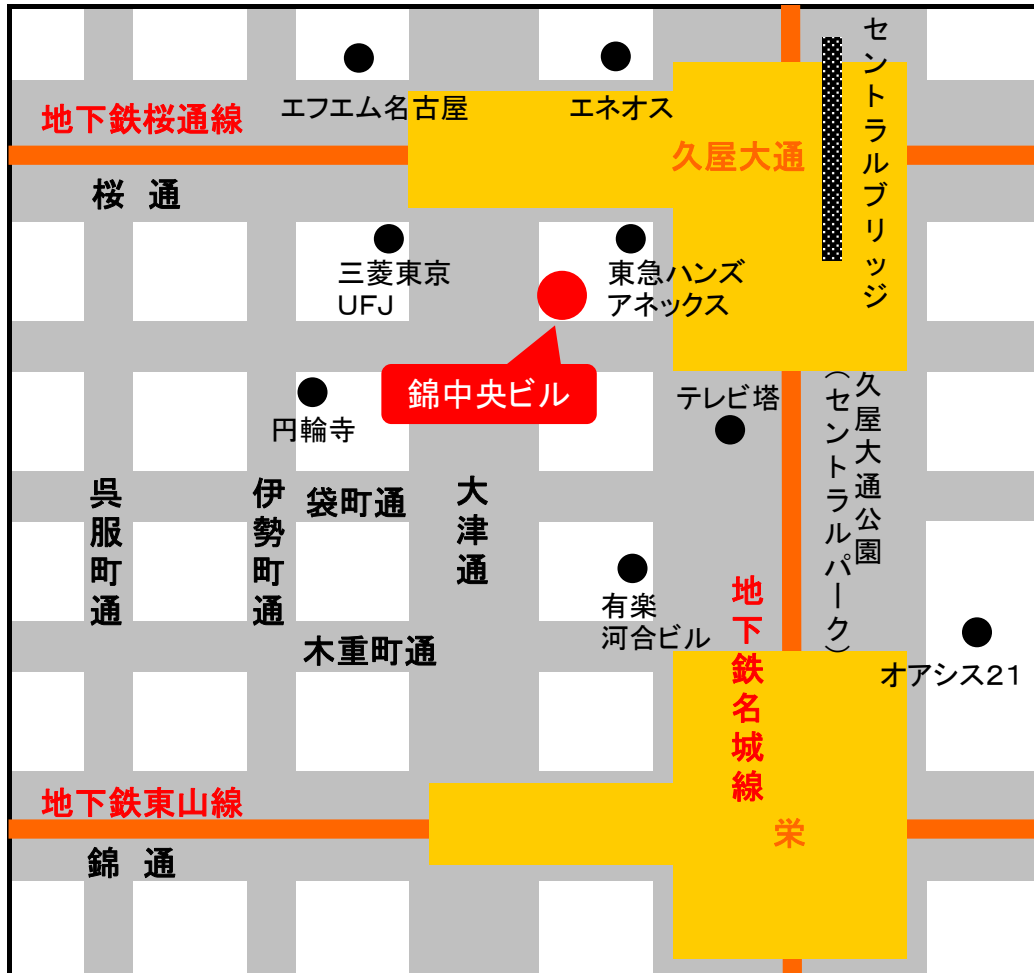 セントラルブリッジ
エフエム名古屋
エネオス
地下鉄桜通線
久屋大通
桜 通
三菱東京
UFJ
東急ハンズ
アネックス
錦中央ビル
テレビ塔
久屋大通公園
(セントラルパーク)
円輪寺
呉服町通
伊勢町通
袋町通
大津通
有楽
河合ビル
地下鉄名城線
木重町通
オアシス21
地下鉄東山線
栄
錦 通